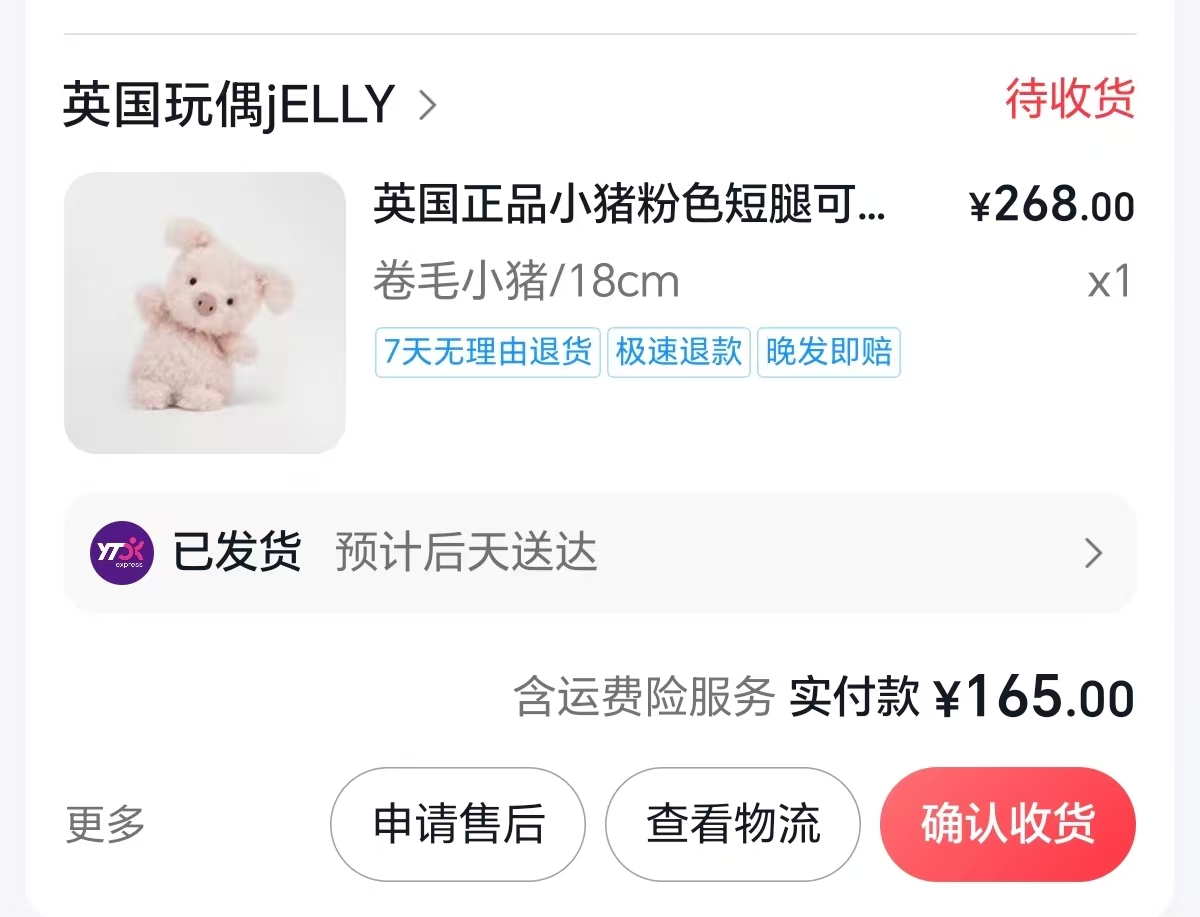 英国玩偶jELLY
待收货
英国正品小猪粉色短腿可... ¥268.00
卷毛小猪/18cm x1
7天无理由退货 极速退款 晚发即赔
YTO express 已发货 预计后天送达
含运费险服务 实付款 ¥165.00
更多 申请售后 查看物流 确认收货